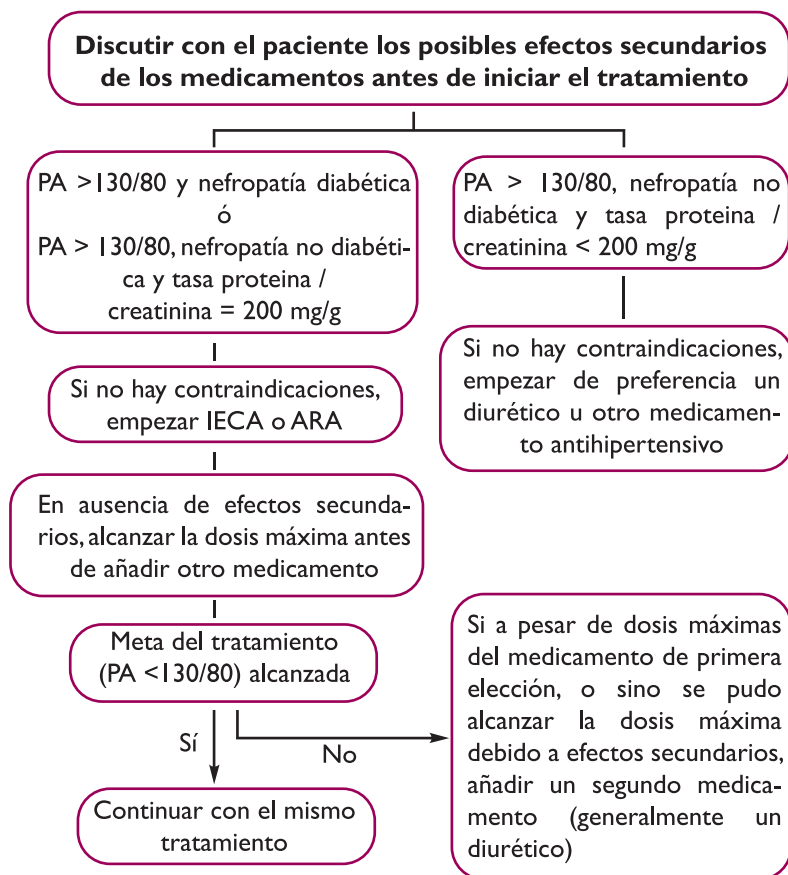 Discutir con el paciente los posibles efectos secundarios
de los medicamentos antes de iniciar el tratamiento
PA >130/80 y nefropatía diabética
ó
PA > 130/80, nefropatía no diabéti-
ca y tasa proteina /
creatinina = 200 mg/g
PA > 130/80, nefropatía no
diabética y tasa proteina /
creatinina < 200 mg/g
Si no hay contraindicaciones,
empezar IECA o ARA
Si no hay contraindicaciones,
empezar de preferencia un
diurético u otro medicamen-
to antihipertensivo
En ausencia de efectos secunda-
rios, alcanzar la dosis máxima antes
de añadir otro medicamento
Meta del tratamiento
(PA <130/80) alcanzada
Sí
No
Continuar con el mismo
tratamiento
Si a pesar de dosis máximas
del medicamento de primera
elección, o sino se pudo
alcanzar la dosis máxima
debido a efectos secundarios,
añadir un segundo medica-
mento (generalmente un
diurético)